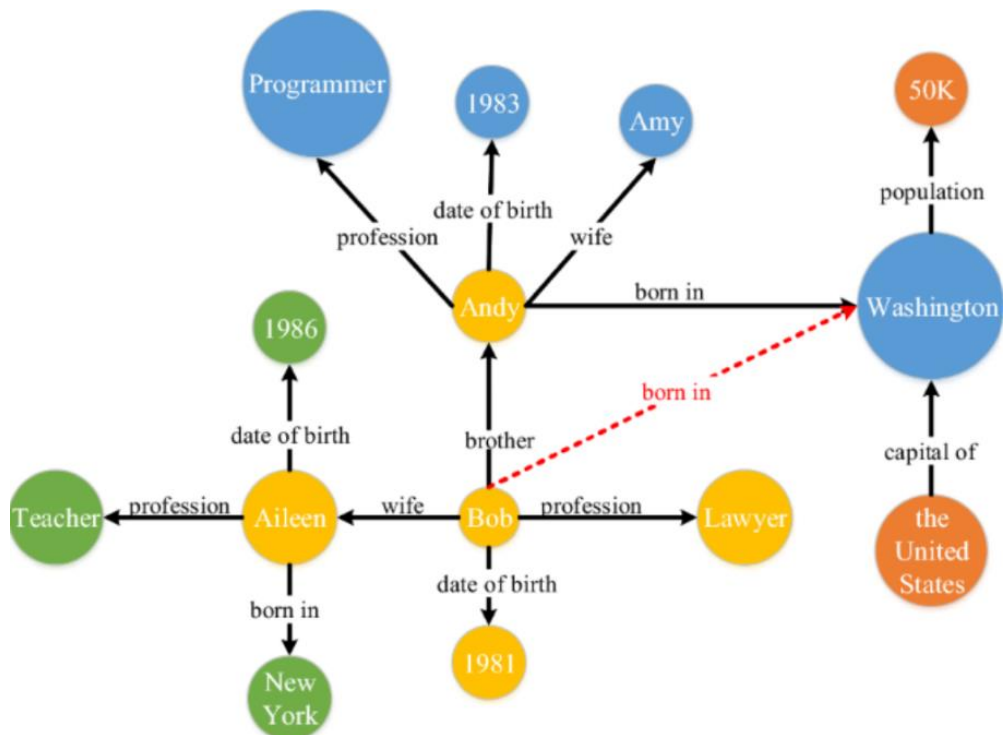 Programmer
1983
Amy
50K
date of birth
population
profession
wife
Andy
born in
Washington
1986
born in
date of birth
brother
capital of
Teacher
profession
Aileen
wife
Bob
profession
Lawyer
the
United
States
born in
date of birth
1981
New
York